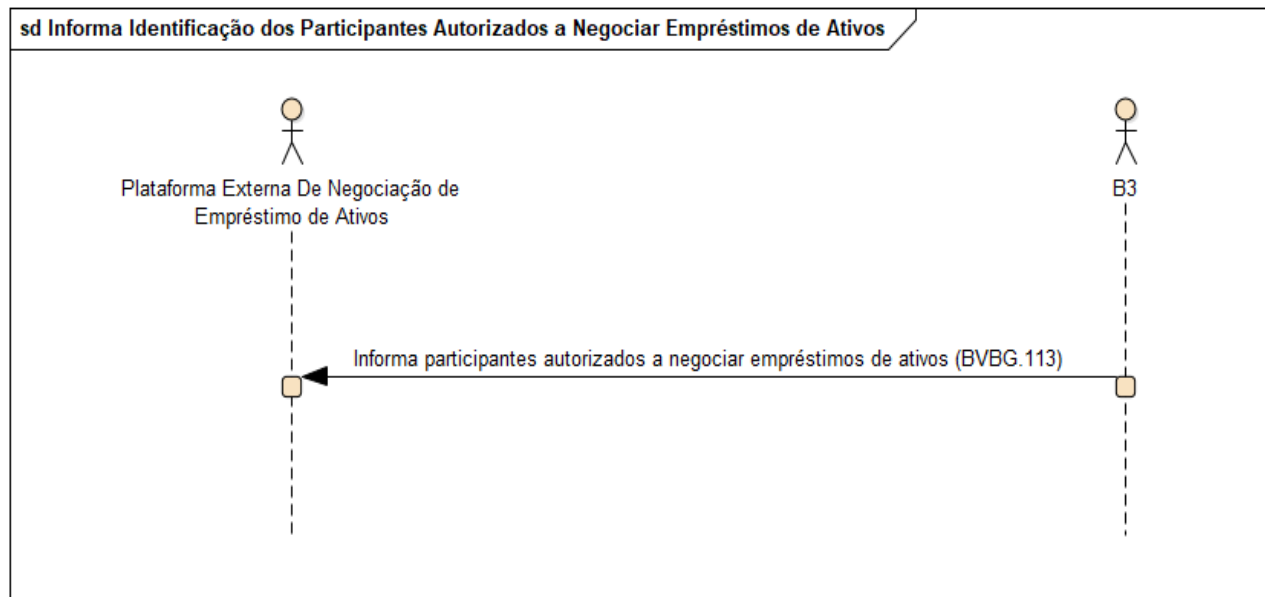 sd Informa Identificação dos Participantes Autorizados a Negociar Empréstimos de Ativos
Plataforma Externa De Negociação de
Empréstimo de Ativos
B3
Informa participantes autorizados a negociar empréstimos de ativos (BVBG.113)